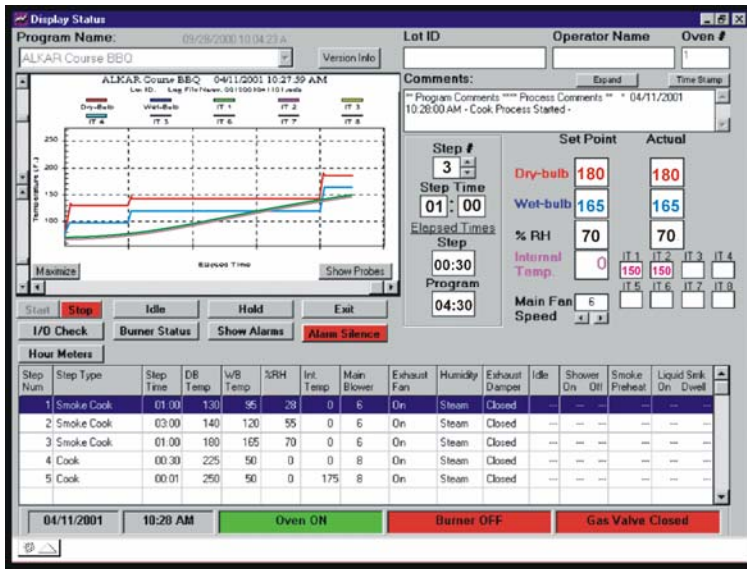 Display Status
Program Name: 09/28/2000 10:04:23 A
ALKAR Course BBQ
Version Info
Lot ID Operator Name Oven #
1
Comments: Expand Time Stamp
** Program Comments **** Process Comments ** * 04/11/2001
10:28:00 AM - Cook Process Started -
ALKAR Course BBQ 04/11/2001 10:27:59 AM
Lot ID. Log File Name:
Dry-Bulb Wet-Bulb IT 1 IT 2 IT 3
IT 4 IT 5 IT 6 IT 7 IT 8
250
200
150
100
Temperature (F.)
Elapsed Time
Maximize Show Probes
Step #
3
Step Time
01 : 00
Elapsed Times
Step
00:30
Program
04:30
Set Point Actual
Dry-bulb 180 180
Wet-bulb 165 165
% RH 70 70
Internal Temp. 0
IT 1 IT 2 IT 3 IT 4
150 150
IT 5 IT 6 IT 7 IT 8
Main Fan Speed 6
Start Stop Idle Hold Exit
I/O Check Burner Status Show Alarms Alarm Silence
Hour Meters
Step Num Step Type Step Time DB Temp WB Temp %RH Int. Temp Main Blower Exhaust Fan Humidity Exhaust Damper Idle Shower On Off Smoke Preheat Liquid Smk On Dwell
1 Smoke Cook 01:00 130 95 28 0 6 On Steam Closed --- --- --- --- --- ---
2 Smoke Cook 03:00 140 120 55 0 6 On Steam Closed --- --- --- --- --- ---
3 Smoke Cook 01:00 180 165 70 0 6 On Steam Closed --- --- --- --- --- ---
4 Cook 00:30 225 50 0 0 8 On Steam Closed --- --- --- --- --- ---
5 Cook 00:01 250 50 0 175 8 On Steam Closed --- --- --- --- --- ---
04/11/2001 10:28 AM Oven ON Burner OFF Gas Valve Closed